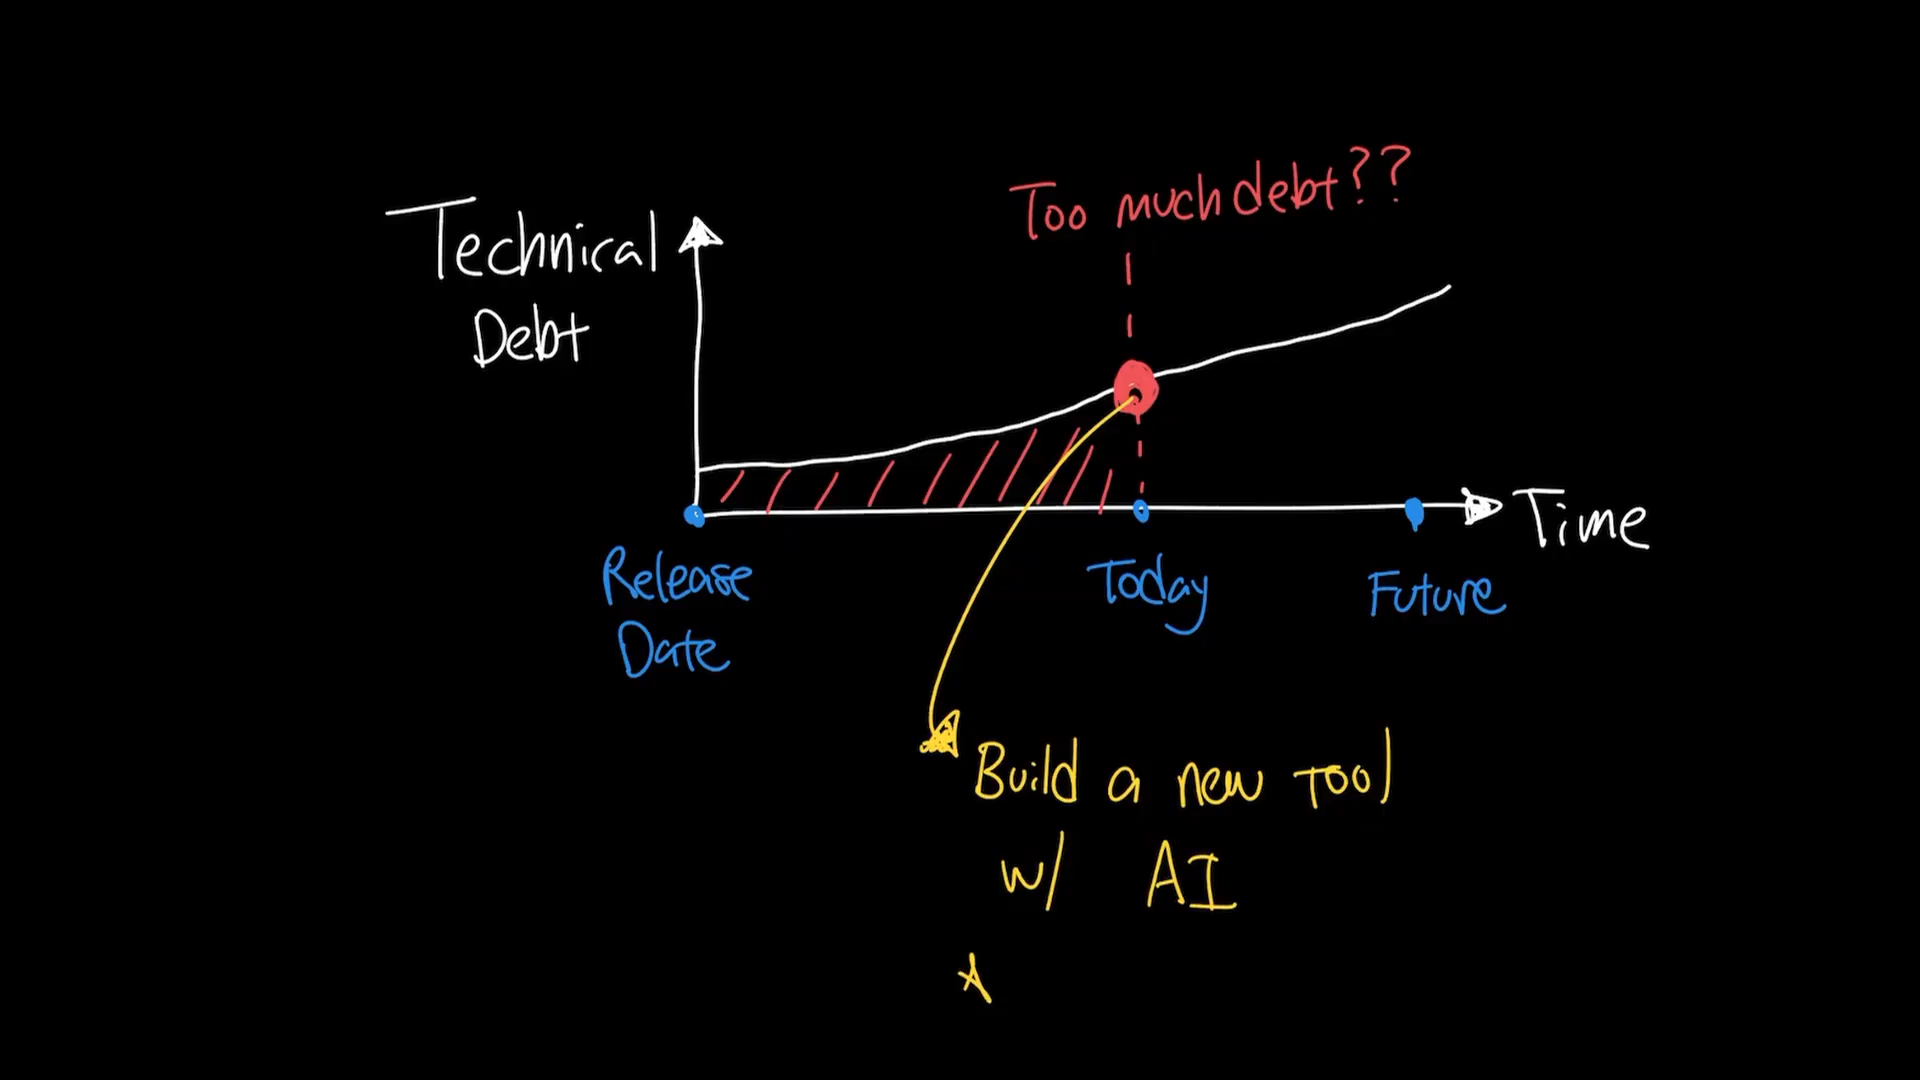 Too much debt??
Technical
Debt
Time
Release
Date
Today
Future
Build a new tool
w/ AI